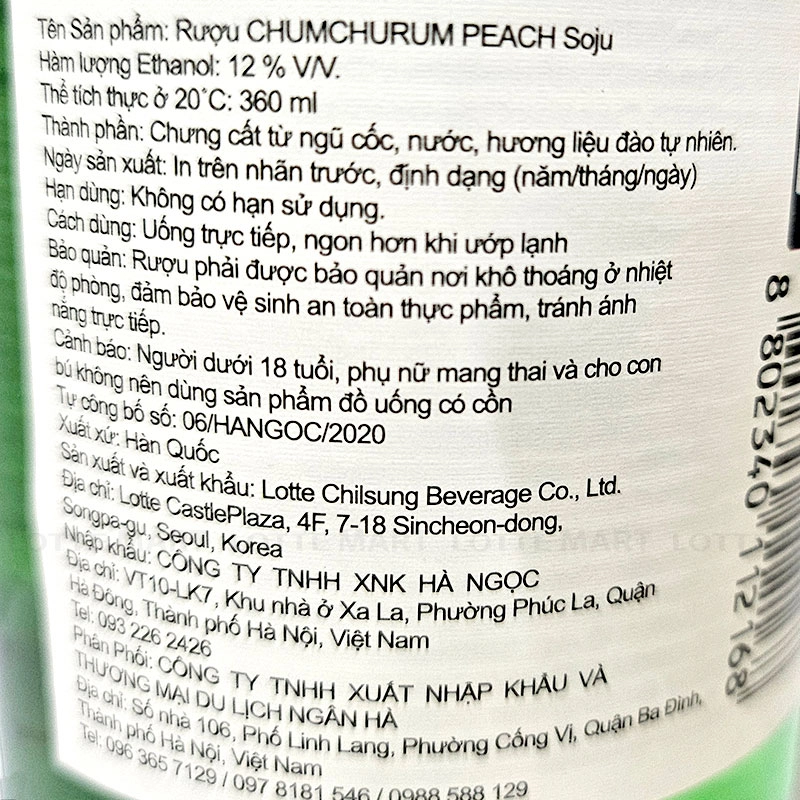 Tên Sản phẩm: Rượu CHUMCHURUM PEACH Soju
Hàm lượng Ethanol: 12 % V/V.
Thể tích thực ở 20°C: 360 ml
Thành phần: Chưng cất từ ngũ cốc, nước, hương liệu đào tự nhiên.
Ngày sản xuất: In trên nhãn trước, định dạng (năm/tháng/ngày)
Hạn dùng: Không có hạn sử dụng.
Cách dùng: Uống trực tiếp, ngon hơn khi ướp lạnh
Bảo quản: Rượu phải được bảo quản nơi khô thoáng ở nhiệt
độ phòng, đảm bảo vệ sinh an toàn thực phẩm, tránh ánh
nắng trực tiếp.
Cảnh báo: Người dưới 18 tuổi, phụ nữ mang thai và cho con
bú không nên dùng sản phẩm đồ uống có cồn
Tự công bố số: 06/HANGOC/2020
Xuất xứ: Hàn Quốc
Sản xuất và xuất khẩu: Lotte Chilsung Beverage Co., Ltd.
Địa chỉ: Lotte CastlePlaza, 4F, 7-18 Sincheon-dong,
Songpa-gu, Seoul, Korea
Nhập khẩu: CÔNG TY TNHH XNK HÀ NGỌC
Địa chỉ: VT10-LK7, Khu nhà ở Xa La, Phường Phúc La, Quận
Hà Đông, Thành phố Hà Nội, Việt Nam
Tel: 093 226 2426
Phân Phối: CÔNG TY TNHH XUẤT NHẬP KHẨU VÀ
THƯƠNG MẠI DU LỊCH NGÂN HÀ
Địa chỉ: Số nhà 106, Phố Linh Lang, Phường Cống Vị, Quận Ba Đình,
Thành phố Hà Nội, Việt Nam
Tel: 096 365 7129 / 097 8181 546 / 0988 588 129
8 802340 112168
LOTTE MART LOTTE MART LOTT